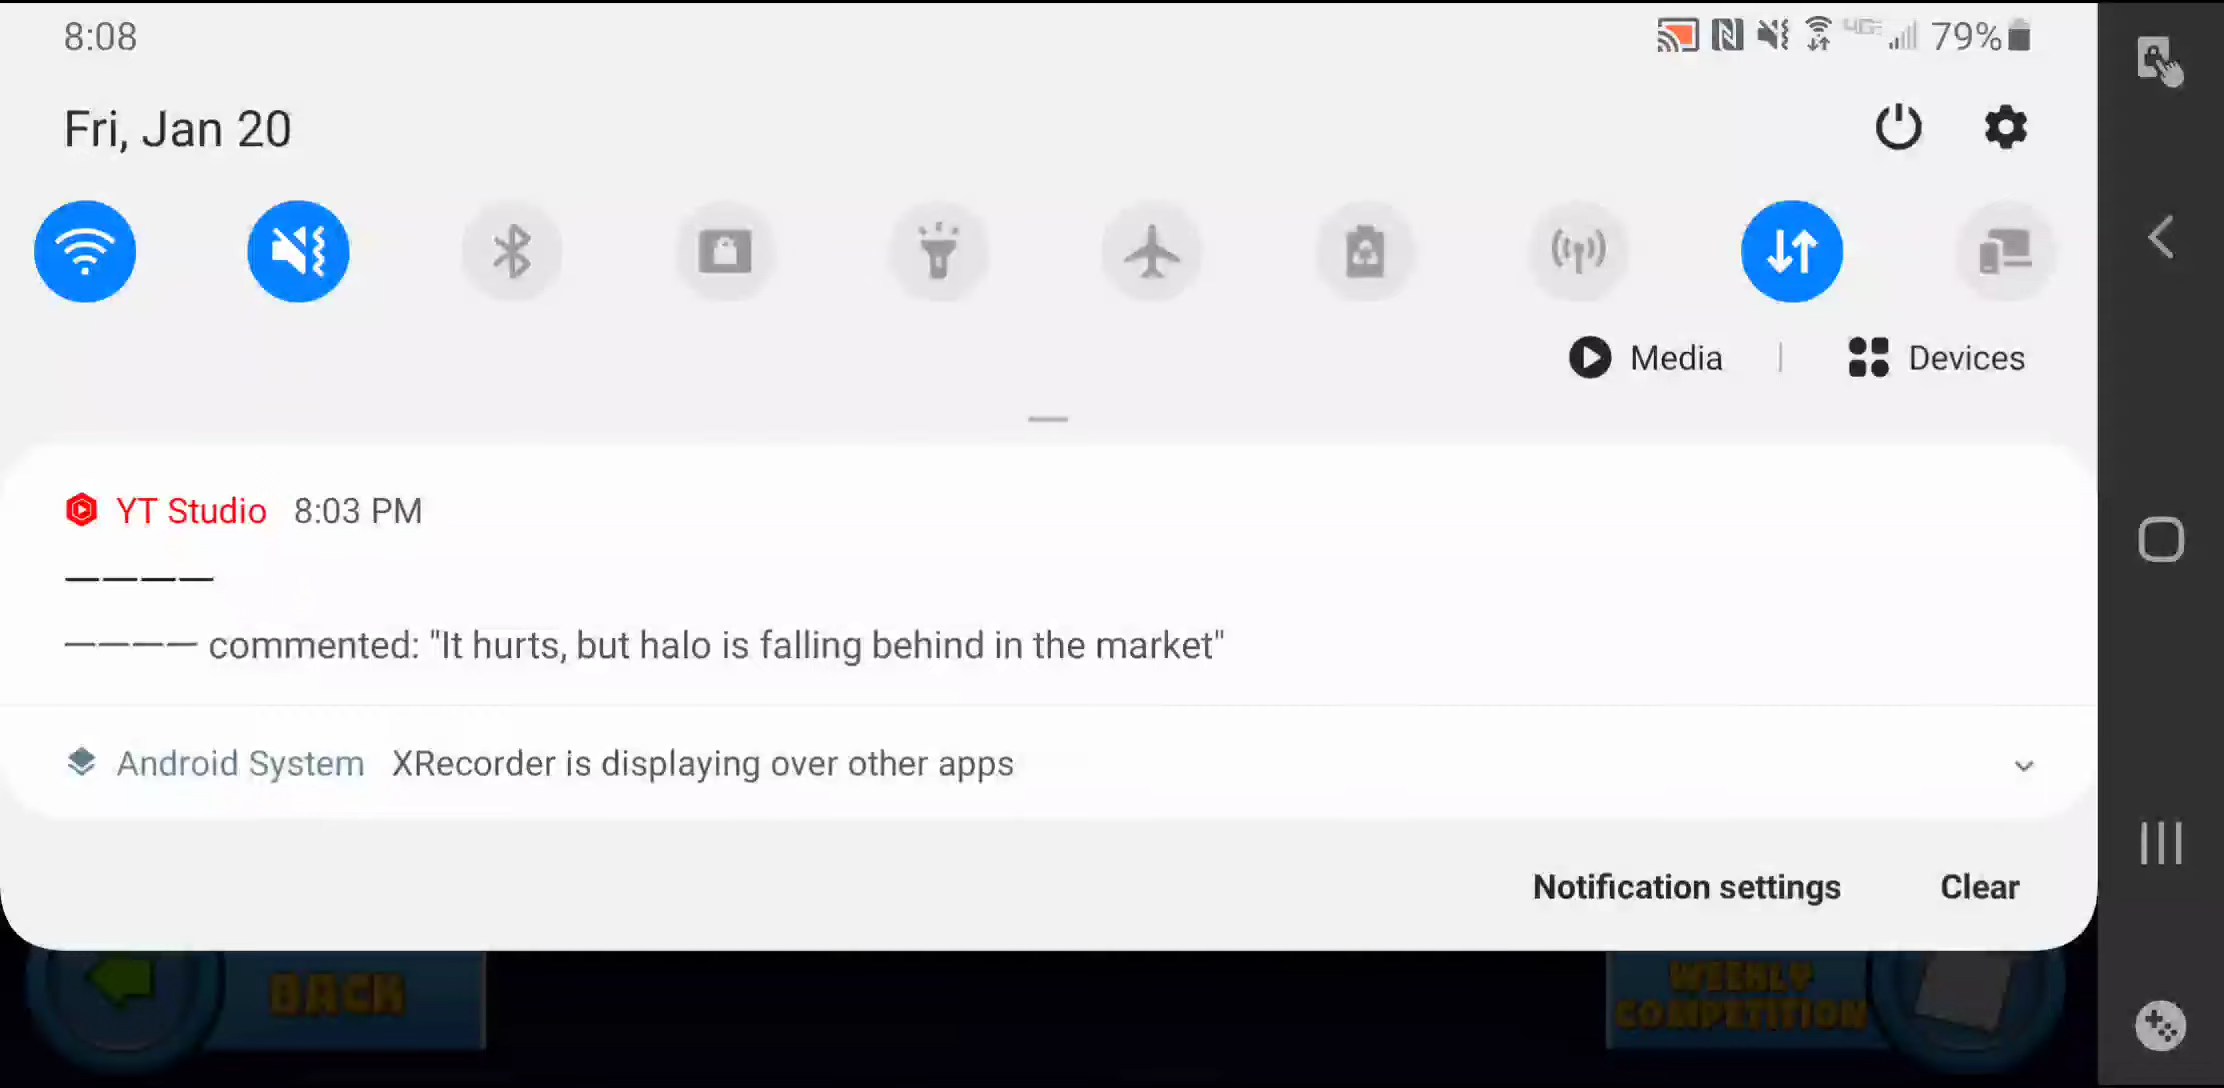 8:08
4GE 79%
Fri, Jan 20
Media | Devices
YT Studio 8:03 PM
————
———— commented: "It hurts, but halo is falling behind in the market"
Android System XRecorder is displaying over other apps
Notification settings Clear
BACK
WEEKLY
COMPETITION